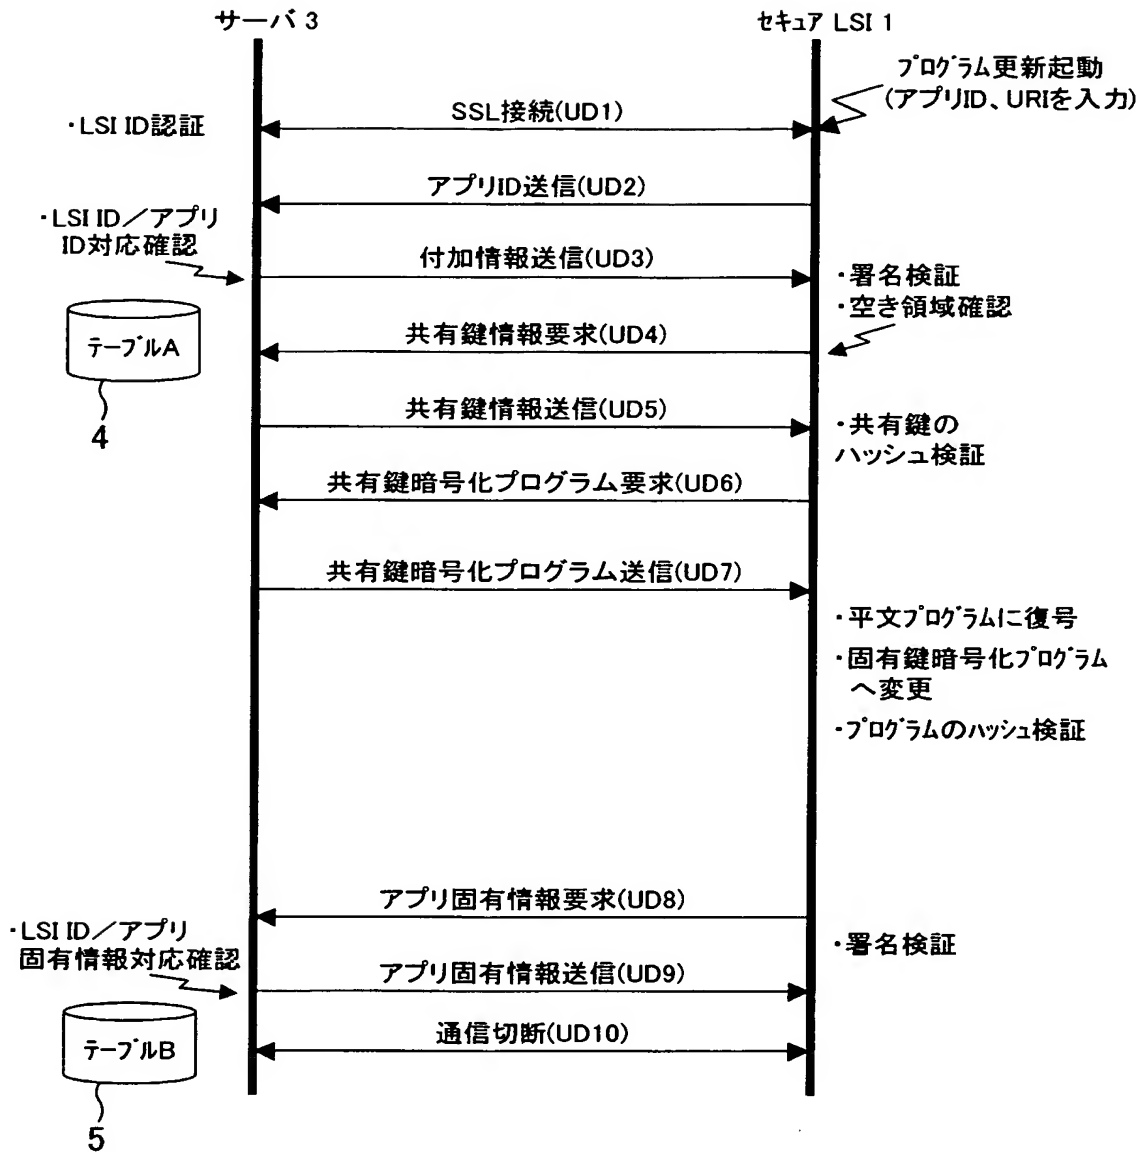 サーバ 3
セキュア LSI 1
プログラム更新起動
(アプリID、URIを入力)
SSL接続(UD1)
・LSI ID認証
アプリID送信(UD2)
・LSI ID／アプリ
ID対応確認
付加情報送信(UD3)
・署名検証
・空き領域確認
テーブルA
4
共有鍵情報要求(UD4)
共有鍵情報送信(UD5)
・共有鍵の
ハッシュ検証
共有鍵暗号化プログラム要求(UD6)
共有鍵暗号化プログラム送信(UD7)
・平文プログラムに復号
・固有鍵暗号化プログラム
へ変更
・プログラムのハッシュ検証
アプリ固有情報要求(UD8)
・LSI ID／アプリ
固有情報対応確認
・署名検証
アプリ固有情報送信(UD9)
テーブルB
5
通信切断(UD10)